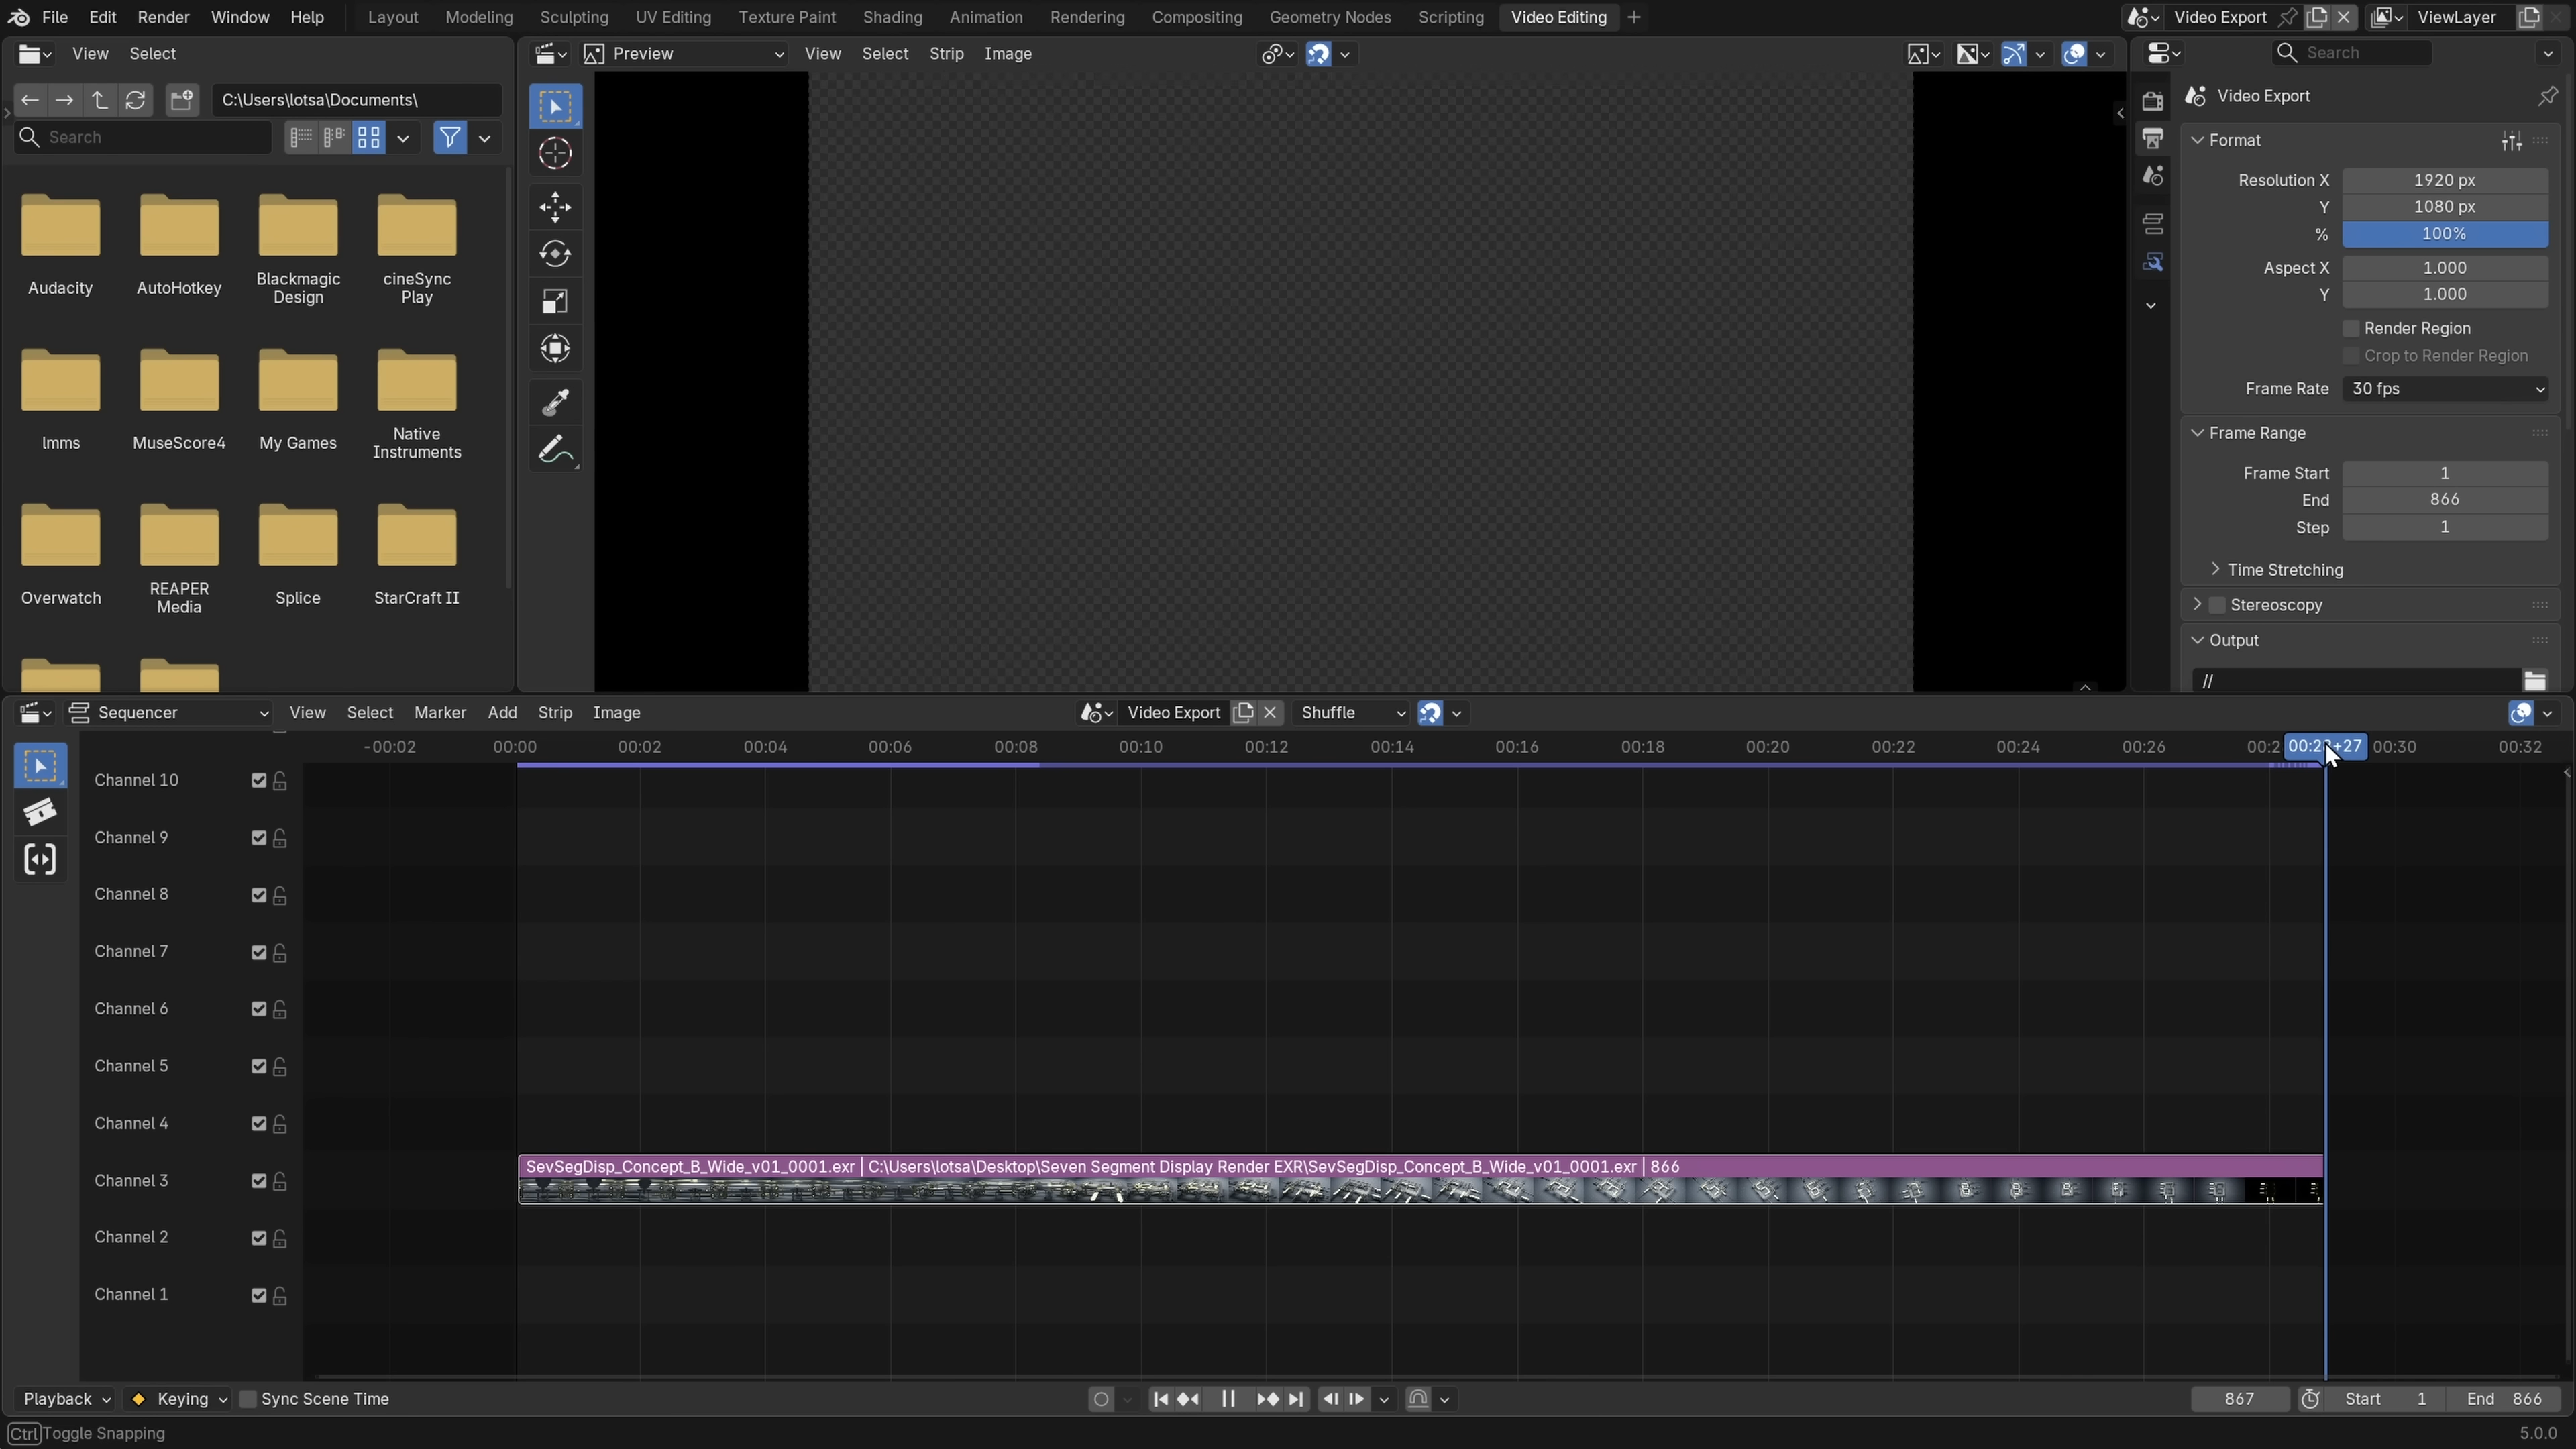 File Edit Render Window Help Layout Modeling Sculpting UV Editing Texture Paint Shading Animation Rendering Compositing Geometry Nodes Scripting Video Editing Video Export ViewLayer
View Select
C:\Users\lotsa\Documents\
Search
Audacity
AutoHotkey
Blackmagic
Design
cineSync
Play
lmms
MuseScore4
My Games
Native
Instruments
Overwatch
REAPER
Media
Splice
StarCraft II
Preview View Select Strip Image
Search
Video Export
Format
Resolution X 1920 px
Y 1080 px
% 100%
Aspect X 1.000
Y 1.000
Render Region
Crop to Render Region
Frame Rate 30 fps
Frame Range
Frame Start 1
End 866
Step 1
Time Stretching
Stereoscopy
Output
//
Sequencer View Select Marker Add Strip Image Video Export Shuffle
-00:02 00:00 00:02 00:04 00:06 00:08 00:10 00:12 00:14 00:16 00:18 00:20 00:22 00:24 00:26 00:30 00:32
Channel 10
Channel 9
Channel 8
Channel 7
Channel 6
Channel 5
Channel 4
SevSegDisp_Concept_B_Wide_v01_0001.exr | C:\Users\lotsa\Desktop\Seven Segment Display Render EXR\SevSegDisp_Concept_B_Wide_v01_0001.exr | 866
Channel 3
Channel 2
Channel 1
Playback Keying Sync Scene Time 867 Start 1 End 866
Ctrl Toggle Snapping 5.0.0